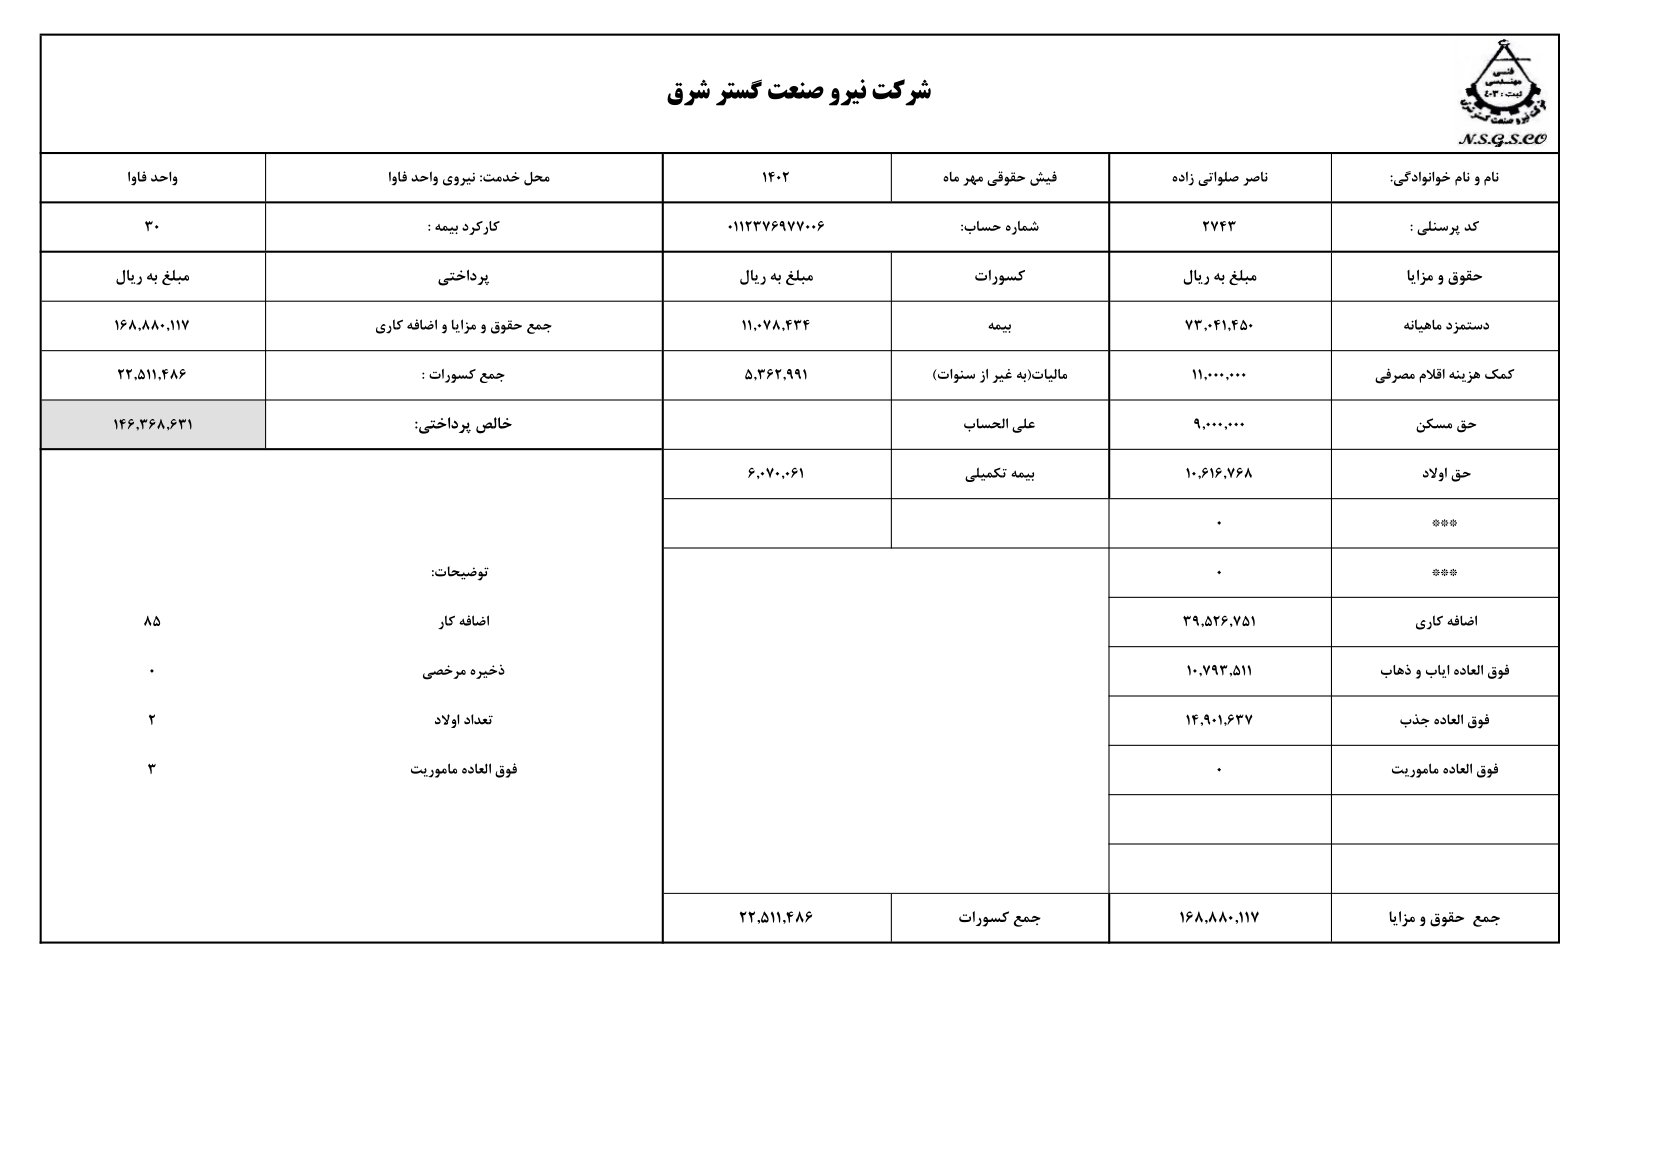 شرکت نیرو صنعت گستر شرق
فنی
مهندسی
ثبت : ۴۰۳
شرکت نیرو صنعت گستر شرق
N.S.G.S.CO
نام و نام خوانوادگی: ناصر صلواتی زاده فیش حقوقی مهر ماه ۱۴۰۲ محل خدمت: نیروی واحد فاوا واحد فاوا
کد پرسنلی : ۲۷۴۳ شماره حساب: ۰۱۱۲۳۷۶۹۷۷۰۰۶ کارکرد بیمه : ۳۰
حقوق و مزایا مبلغ به ریال کسورات مبلغ به ریال پرداختی مبلغ به ریال
دستمزد ماهیانه ۷۳,۰۴۱,۴۵۰ بیمه ۱۱,۰۷۸,۴۳۴ جمع حقوق و مزایا و اضافه کاری ۱۶۸,۸۸۰,۱۱۷
کمک هزینه اقلام مصرفی ۱۱,۰۰۰,۰۰۰ مالیات(به غیر از سنوات) ۵,۳۶۲,۹۹۱ جمع کسورات : ۲۲,۵۱۱,۴۸۶
حق مسکن ۹,۰۰۰,۰۰۰ علی الحساب خالص پرداختی: ۱۴۶,۳۶۸,۶۳۱
حق اولاد ۱۰,۶۱۶,۷۶۸ بیمه تکمیلی ۶,۰۷۰,۰۶۱
*** ۰
*** ۰ توضیحات:
اضافه کاری ۳۹,۵۲۶,۷۵۱ اضافه کار ۸۵
فوق العاده ایاب و ذهاب ۱۰,۷۹۳,۵۱۱ ذخیره مرخصی ۰
فوق العاده جذب ۱۴,۹۰۱,۶۳۷ تعداد اولاد ۲
فوق العاده ماموریت ۰ فوق العاده ماموریت ۳
جمع حقوق و مزایا ۱۶۸,۸۸۰,۱۱۷ جمع کسورات ۲۲,۵۱۱,۴۸۶